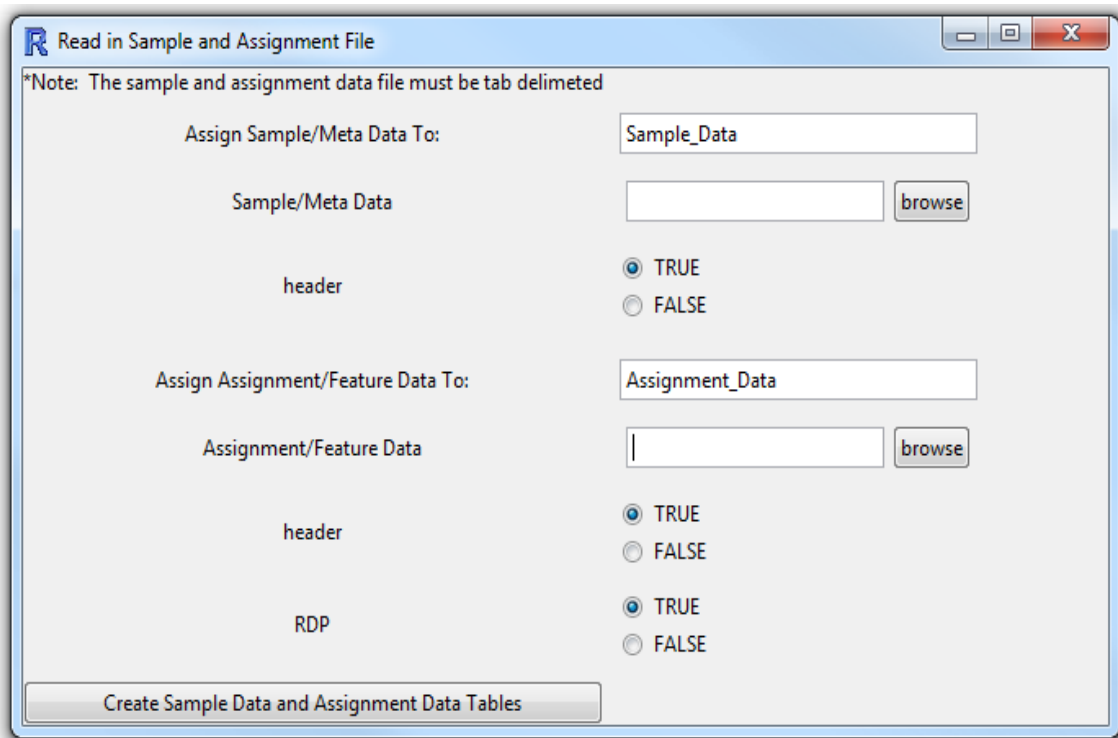 Read in Sample and Assignment File
*Note: The sample and assignment data file must be tab delimeted
Assign Sample/Meta Data To: Sample_Data
Sample/Meta Data browse
header TRUE
FALSE
Assign Assignment/Feature Data To: Assignment_Data
Assignment/Feature Data browse
header TRUE
FALSE
RDP TRUE
FALSE
Create Sample Data and Assignment Data Tables